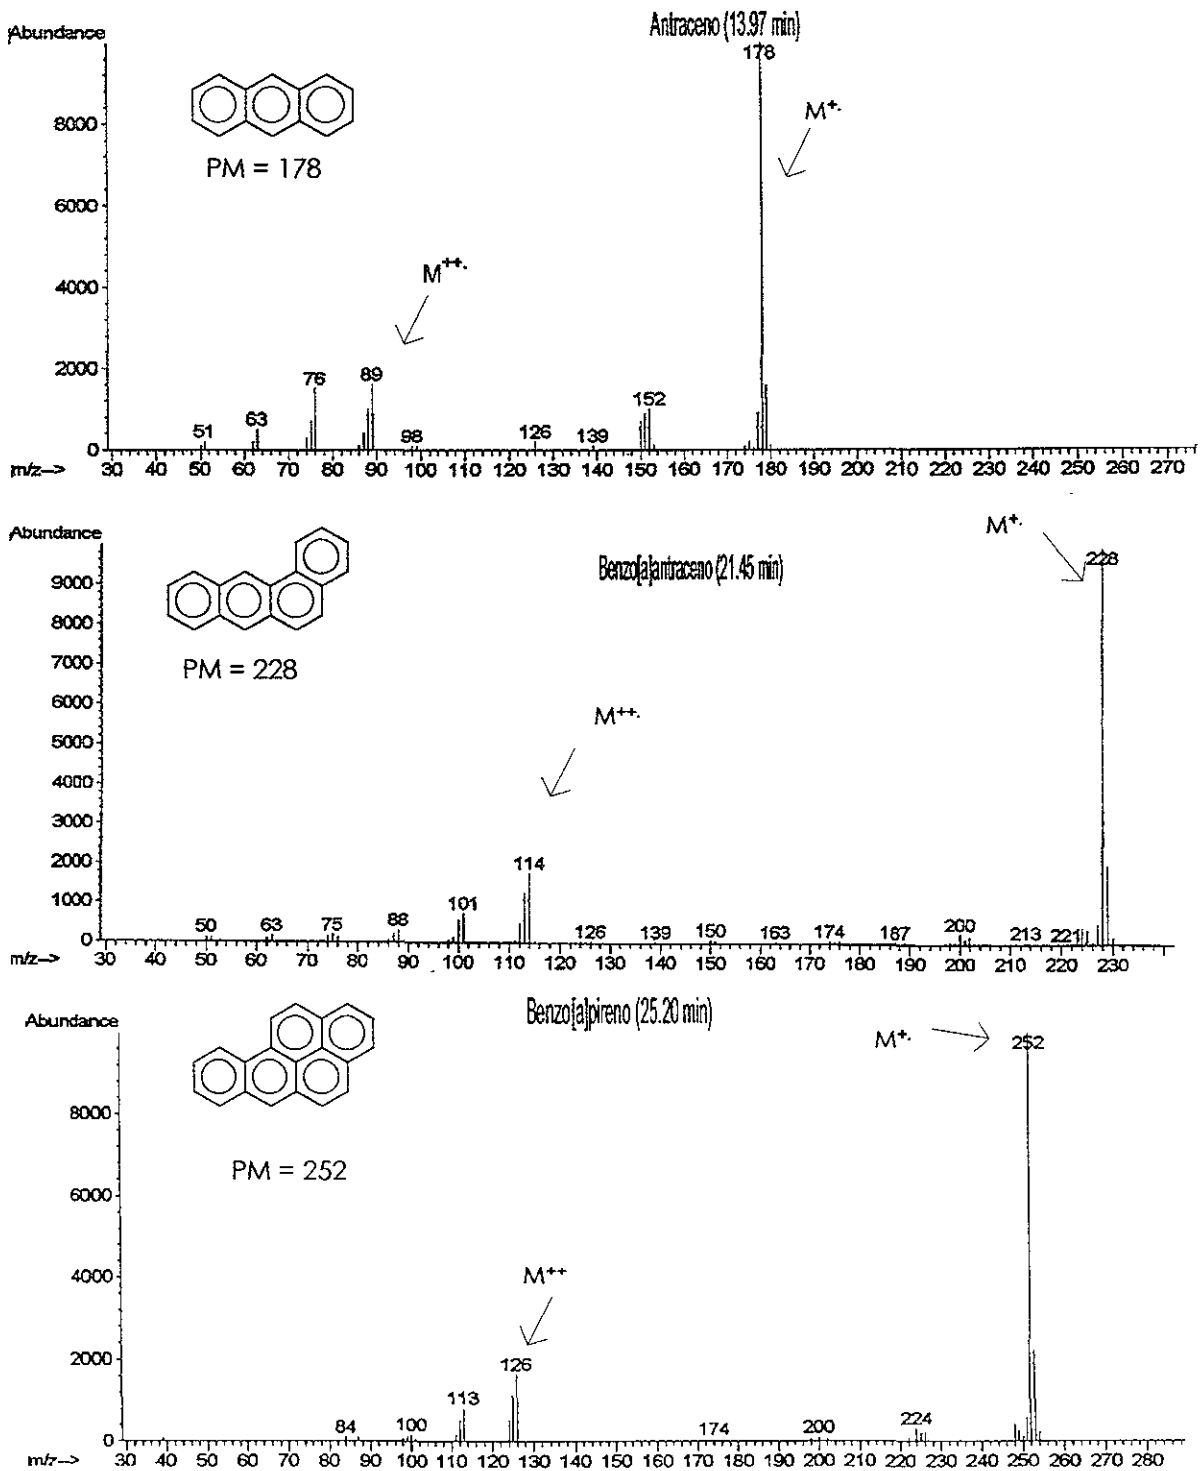 Abundance
Antraceno (13.97 min)
178
M+.
8000
PM = 178
6000
M++.
4000
2000
76
89
63
51
98
126
139
152
0
m/z-->
30 40 50 60 70 80 90 100 110 120 130 140 150 160 170 180 190 200 210 220 230 240 250 260 270
Abundance
M+.
Benzo[a]antraceno (21.45 min)
228
9000
8000
7000
PM = 228
6000
M++.
5000
4000
3000
2000
114
1000
101
50 63 75 88 126 139 150 163 174 187 200 213 221
0
m/z-->
30 40 50 60 70 80 90 100 110 120 130 140 150 160 170 180 190 200 210 220 230
Abundance
Benzo[a]pireno (25.20 min)
M+.
252
8000
PM = 252
6000
4000
M++
2000
126
113
84 100 174 200 224
0
m/z-->
30 40 50 60 70 80 90 100 110 120 130 140 150 160 170 180 190 200 210 220 230 240 250 260 270 280